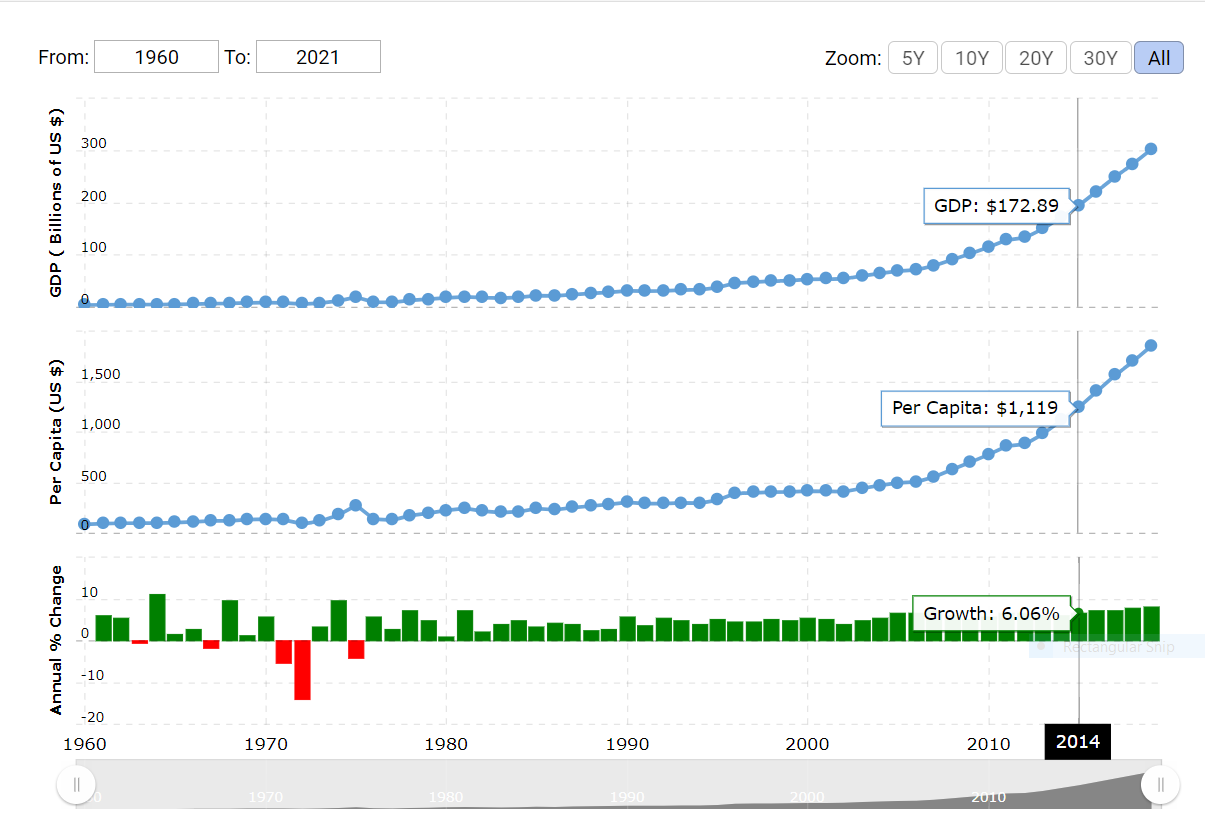 From: 1960 To: 2021 Zoom: 5Y 10Y 20Y 30Y All
GDP ( Billions of US $)
300
200
100
0
GDP: $172.89
Per Capita (US $)
1,500
1,000
500
0
Per Capita: $1,119
Annual % Change
10
0
-10
-20
Growth: 6.06%
Rectangular Snip
1960 1970 1980 1990 2000 2010 2014
1970 1980 1990 2000 2010